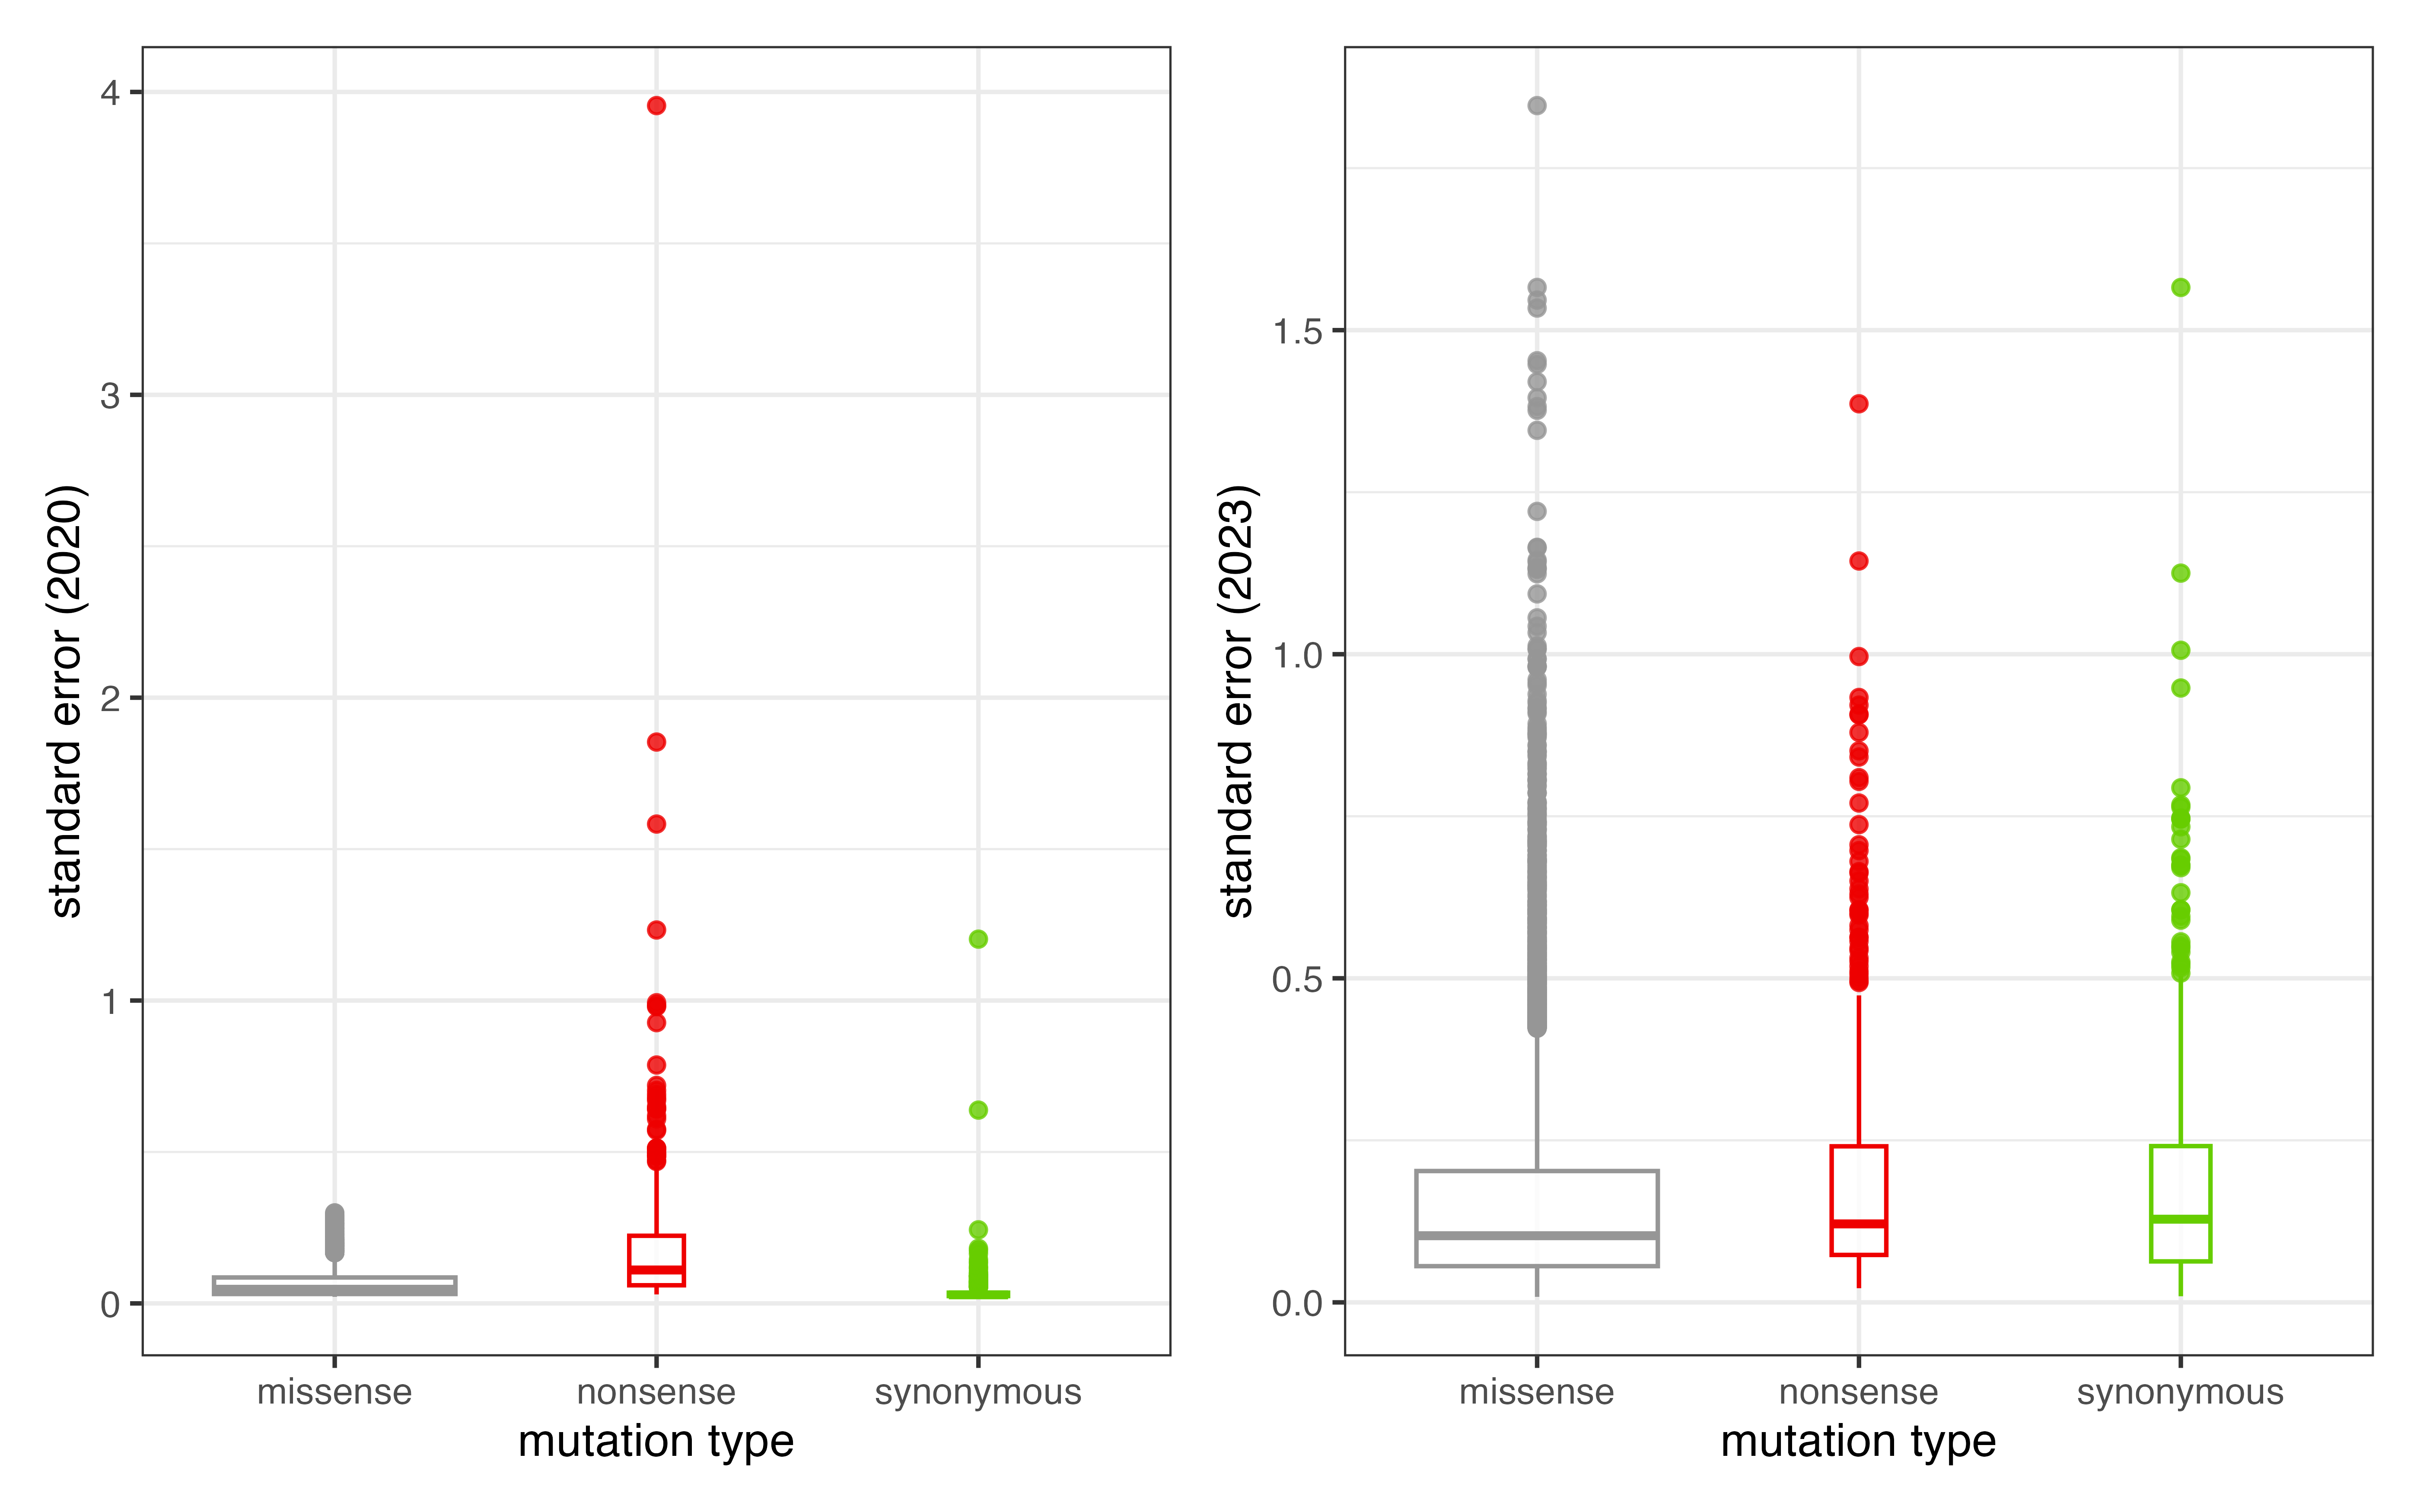 standard error (2020)
4
3
2
1
0
missense nonsense synonymous
mutation type
standard error (2023)
1.5
1.0
0.5
0.0
missense nonsense synonymous
mutation type